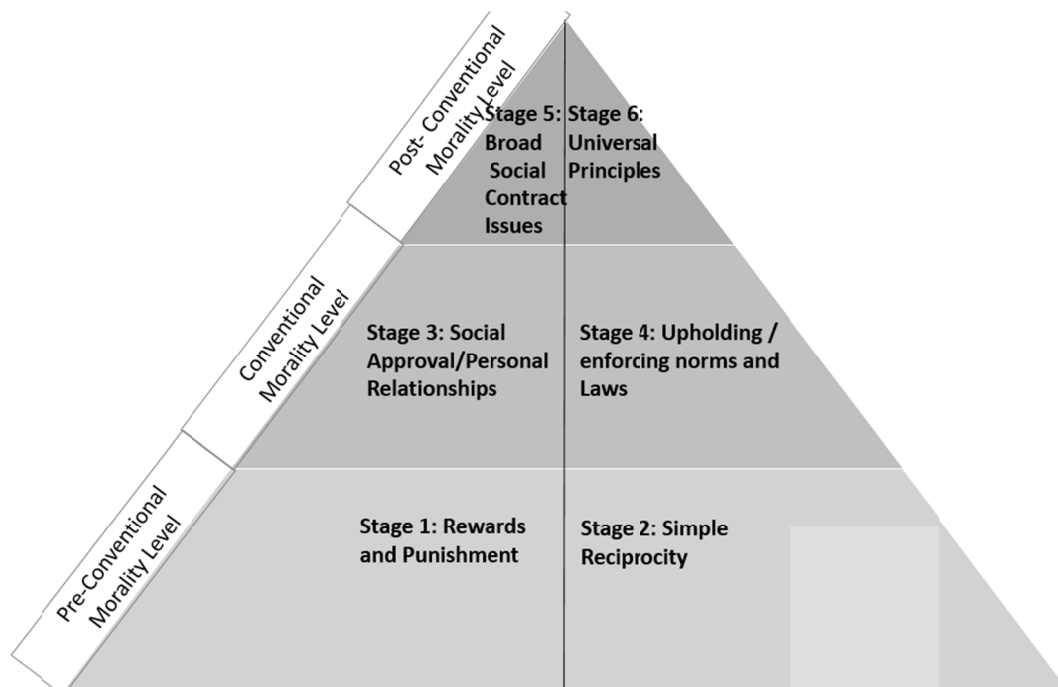 Post- Conventional
Morality Level
Stage 5:
Broad
Social
Contract
Issues
Stage 6:
Universal
Principles
Conventional
Morality Level
Stage 3: Social
Approval/Personal
Relationships
Stage 4: Upholding /
enforcing norms and
Laws
Pre-Conventional
Morality Level
Stage 1: Rewards
and Punishment
Stage 2: Simple
Reciprocity